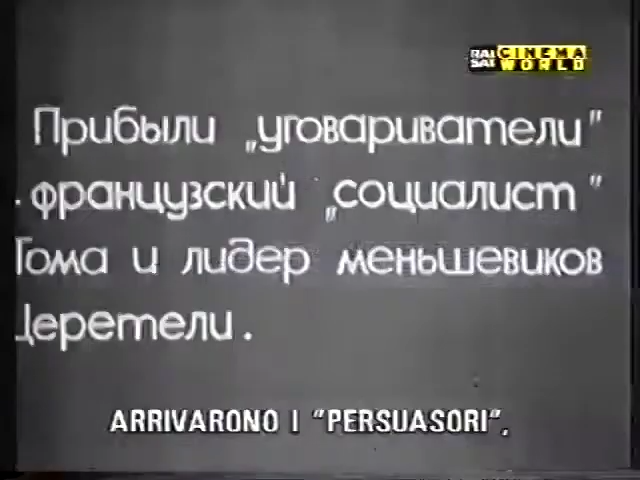 RAI SAT CINEMA WORLD
Прибыли „уговариватели"
. французский „социалист"
Тома и лидер меньшевиков
Церетели.
ARRIVARONO I "PERSUASORI",